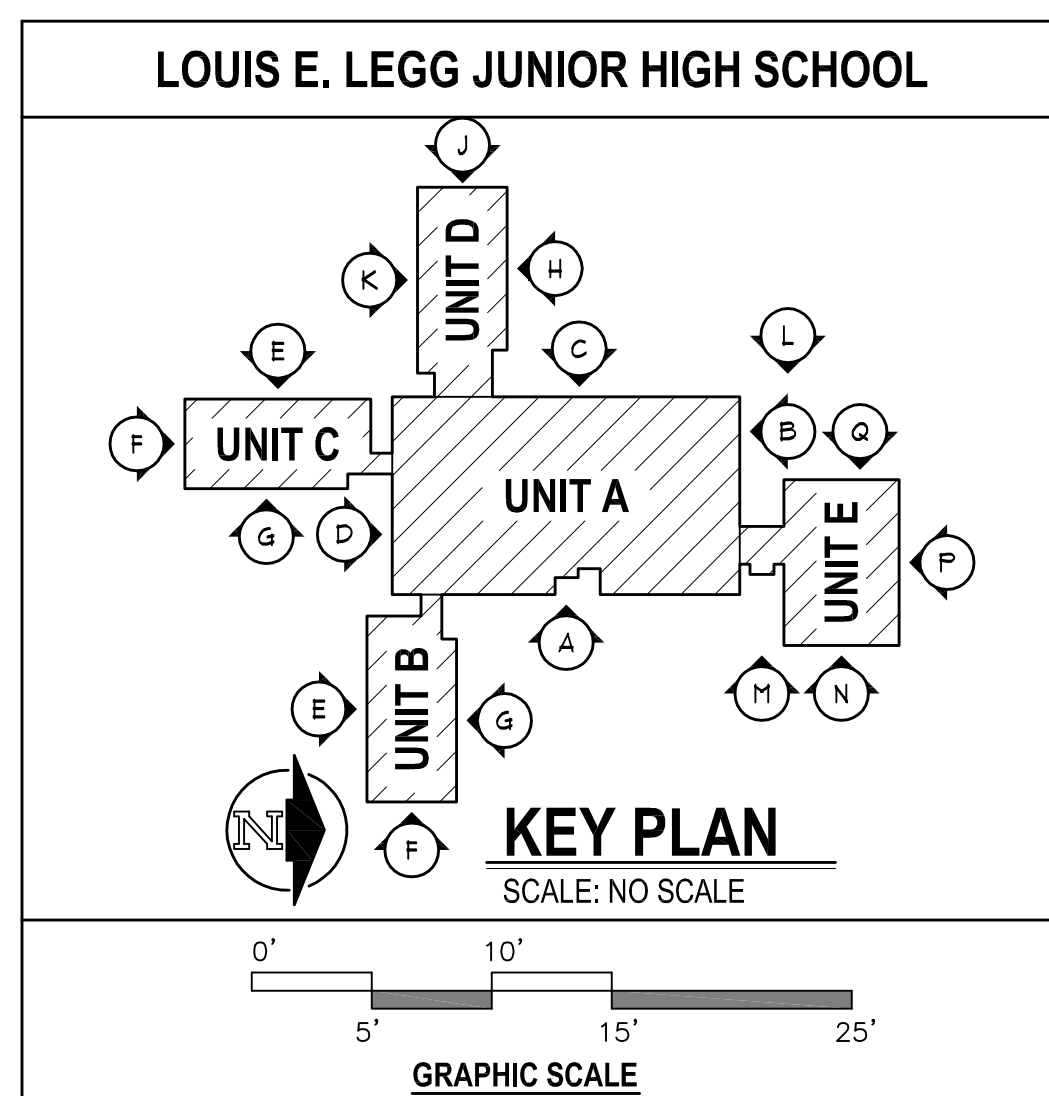 LOUIS E. LEGG JUNIOR HIGH SCHOOL
J
UNIT D
K
H
E
C
L
F
UNIT C
B
Q
UNIT A
G
D
UNIT E
P
A
UNIT B
E
G
M
N
N
F
KEY PLAN
SCALE: NO SCALE
0' 10'
5' 15' 25'
GRAPHIC SCALE